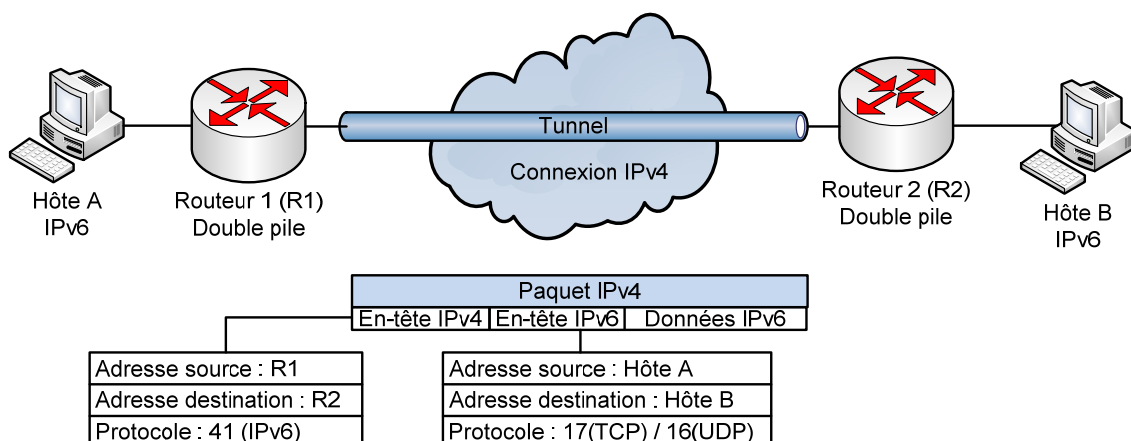 Tunnel
Connexion IPv4
Hôte A
IPv6
Routeur 1 (R1)
Double pile
Routeur 2 (R2)
Double pile
Hôte B
IPv6
Paquet IPv4
En-tête IPv4 En-tête IPv6 Données IPv6
Adresse source : R1
Adresse destination : R2
Protocole : 41 (IPv6)
Adresse source : Hôte A
Adresse destination : Hôte B
Protocole : 17(TCP) / 16(UDP)